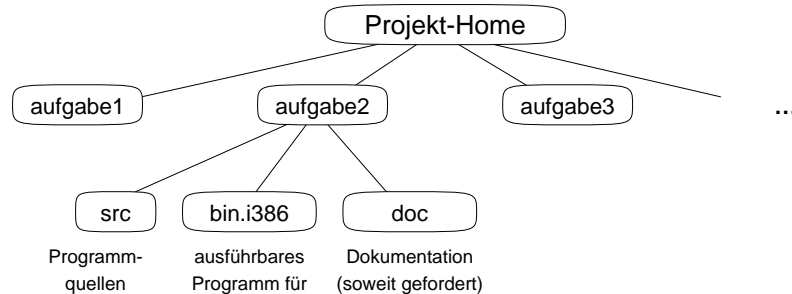 Projekt-Home
aufgabe1
aufgabe2
aufgabe3
...
src
bin.i386
doc
Programm-
quellen
ausführbares
Programm für
Dokumentation
(soweit gefordert)